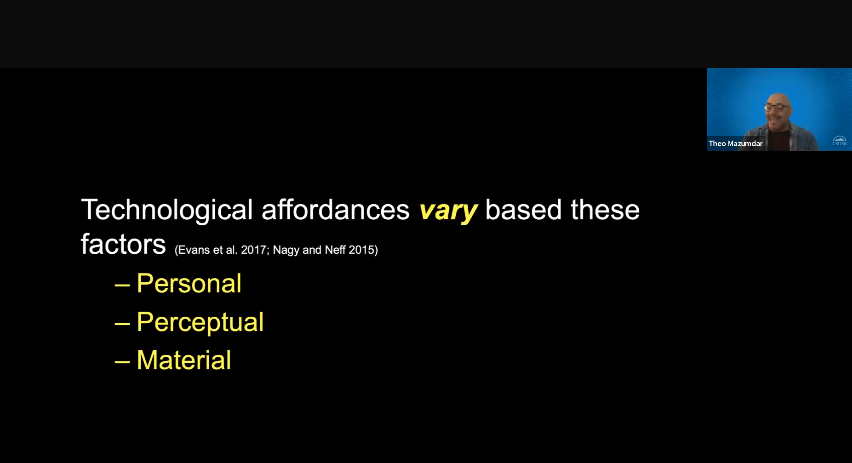 Theo Mazumdar
Technological affordances vary based these
factors (Evans et al. 2017; Nagy and Neff 2015)
– Personal
– Perceptual
– Material